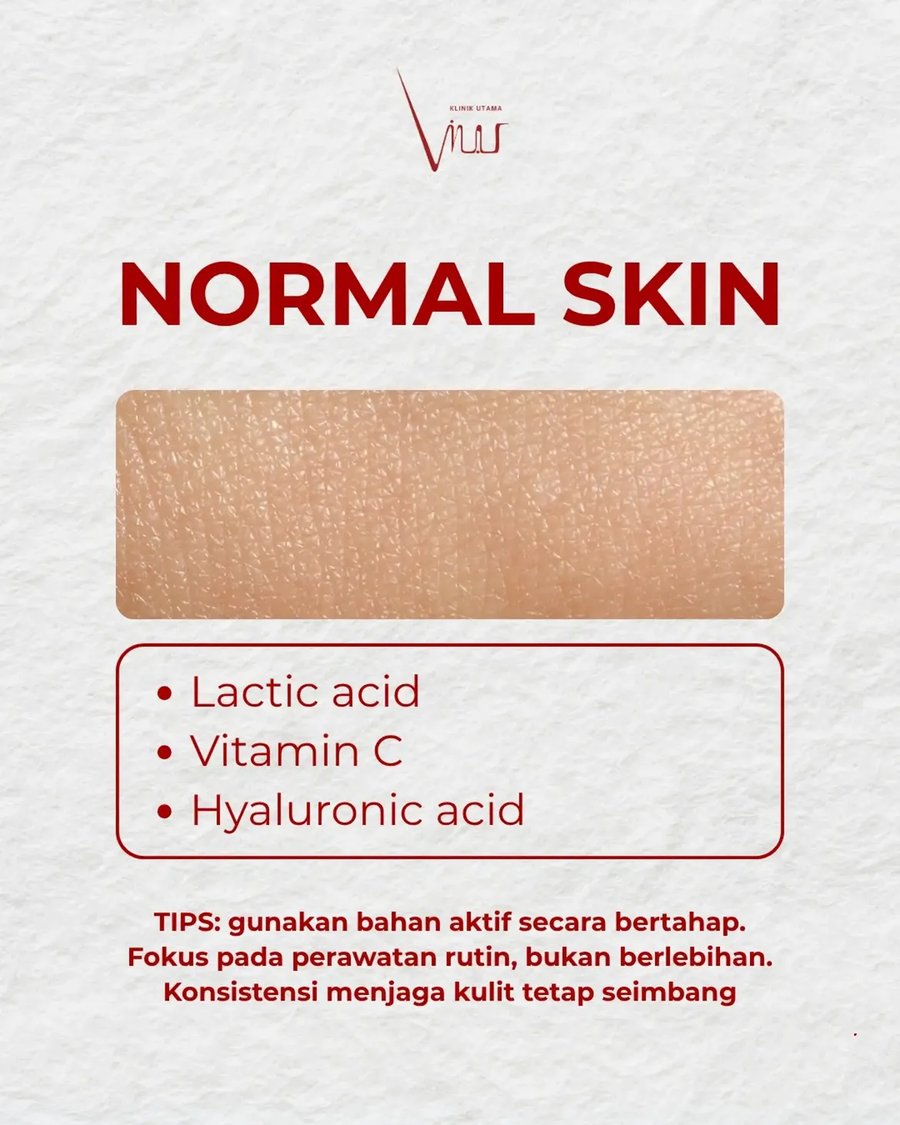 KLINIK UTAMA
NORMAL SKIN
• Lactic acid
• Vitamin C
• Hyaluronic acid
TIPS: gunakan bahan aktif secara bertahap.
Fokus pada perawatan rutin, bukan berlebihan.
Konsistensi menjaga kulit tetap seimbang